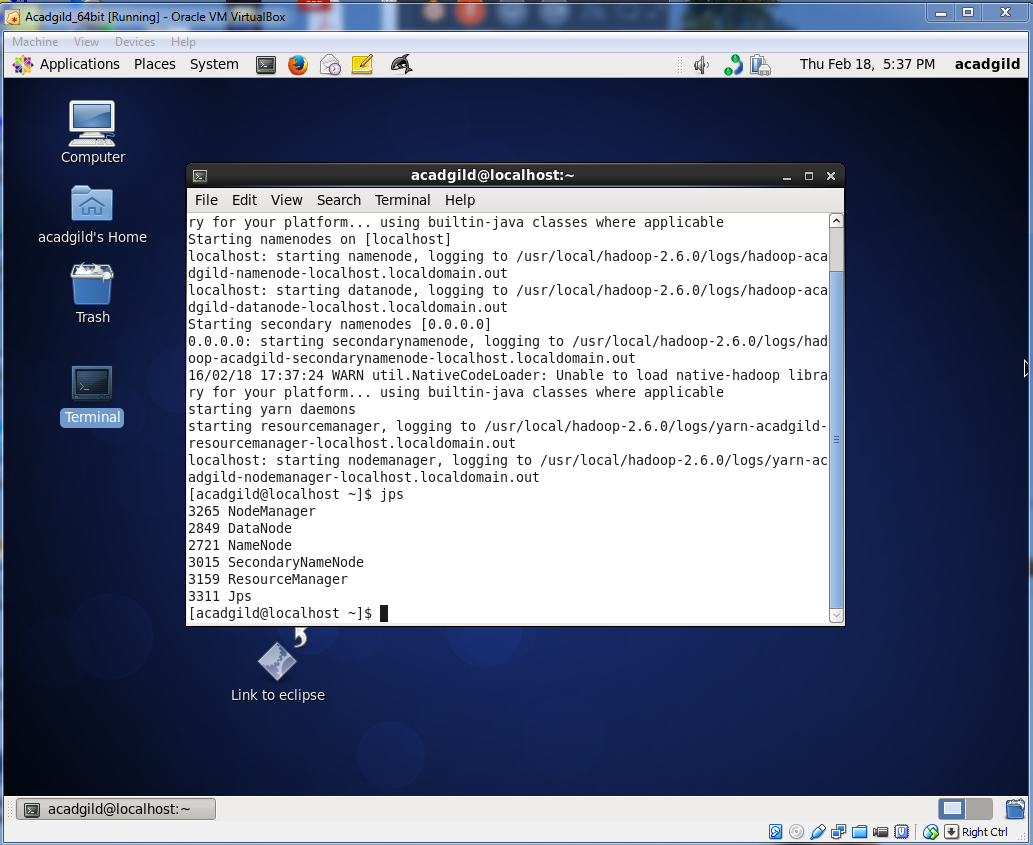 Acadgild_64bit [Running] - Oracle VM VirtualBox
Machine View Devices Help
Applications Places System Thu Feb 18, 5:37 PM acadgild
Computer
acadgild's Home
Trash
Terminal
acadgild@localhost:~
File Edit View Search Terminal Help
ry for your platform... using builtin-java classes where applicable
Starting namenodes on [localhost]
localhost: starting namenode, logging to /usr/local/hadoop-2.6.0/logs/hadoop-aca
dgild-namenode-localhost.localdomain.out
localhost: starting datanode, logging to /usr/local/hadoop-2.6.0/logs/hadoop-aca
dgild-datanode-localhost.localdomain.out
Starting secondary namenodes [0.0.0.0]
0.0.0.0: starting secondarynamenode, logging to /usr/local/hadoop-2.6.0/logs/had
oop-acadgild-secondarynamenode-localhost.localdomain.out
16/02/18 17:37:24 WARN util.NativeCodeLoader: Unable to load native-hadoop libra
ry for your platform... using builtin-java classes where applicable
starting yarn daemons
starting resourcemanager, logging to /usr/local/hadoop-2.6.0/logs/yarn-acadgild-
resourcemanager-localhost.localdomain.out
localhost: starting nodemanager, logging to /usr/local/hadoop-2.6.0/logs/yarn-ac
adgild-nodemanager-localhost.localdomain.out
[acadgild@localhost ~]$ jps
3265 NodeManager
2849 DataNode
2721 NameNode
3015 SecondaryNameNode
3159 ResourceManager
3311 Jps
[acadgild@localhost ~]$
Link to eclipse
acadgild@localhost:~
Right Ctrl